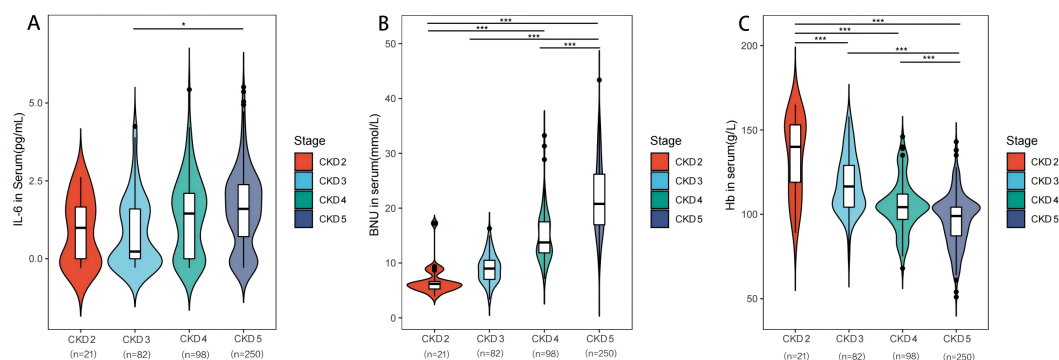 A
*
IL-6 in Serum(pg/mL)
5.0
2.5
0.0
CKD 2
(n=21)
CKD 3
(n=82)
CKD 4
(n=98)
CKD 5
(n=250)
Stage
CKD 2
CKD 3
CKD 4
CKD 5
B
***
***
***
***
BNU in serum(mmol/L)
50
40
30
20
10
0
CKD 2
(n=21)
CKD 3
(n=82)
CKD 4
(n=98)
CKD 5
(n=250)
Stage
CKD 2
CKD 3
CKD 4
CKD 5
C
***
***
***
***
***
Hb in serum(g/L)
200
150
100
50
CKD 2
(n=21)
CKD 3
(n=82)
CKD 4
(n=98)
CKD 5
(n=250)
Stage
CKD 2
CKD 3
CKD 4
CKD 5